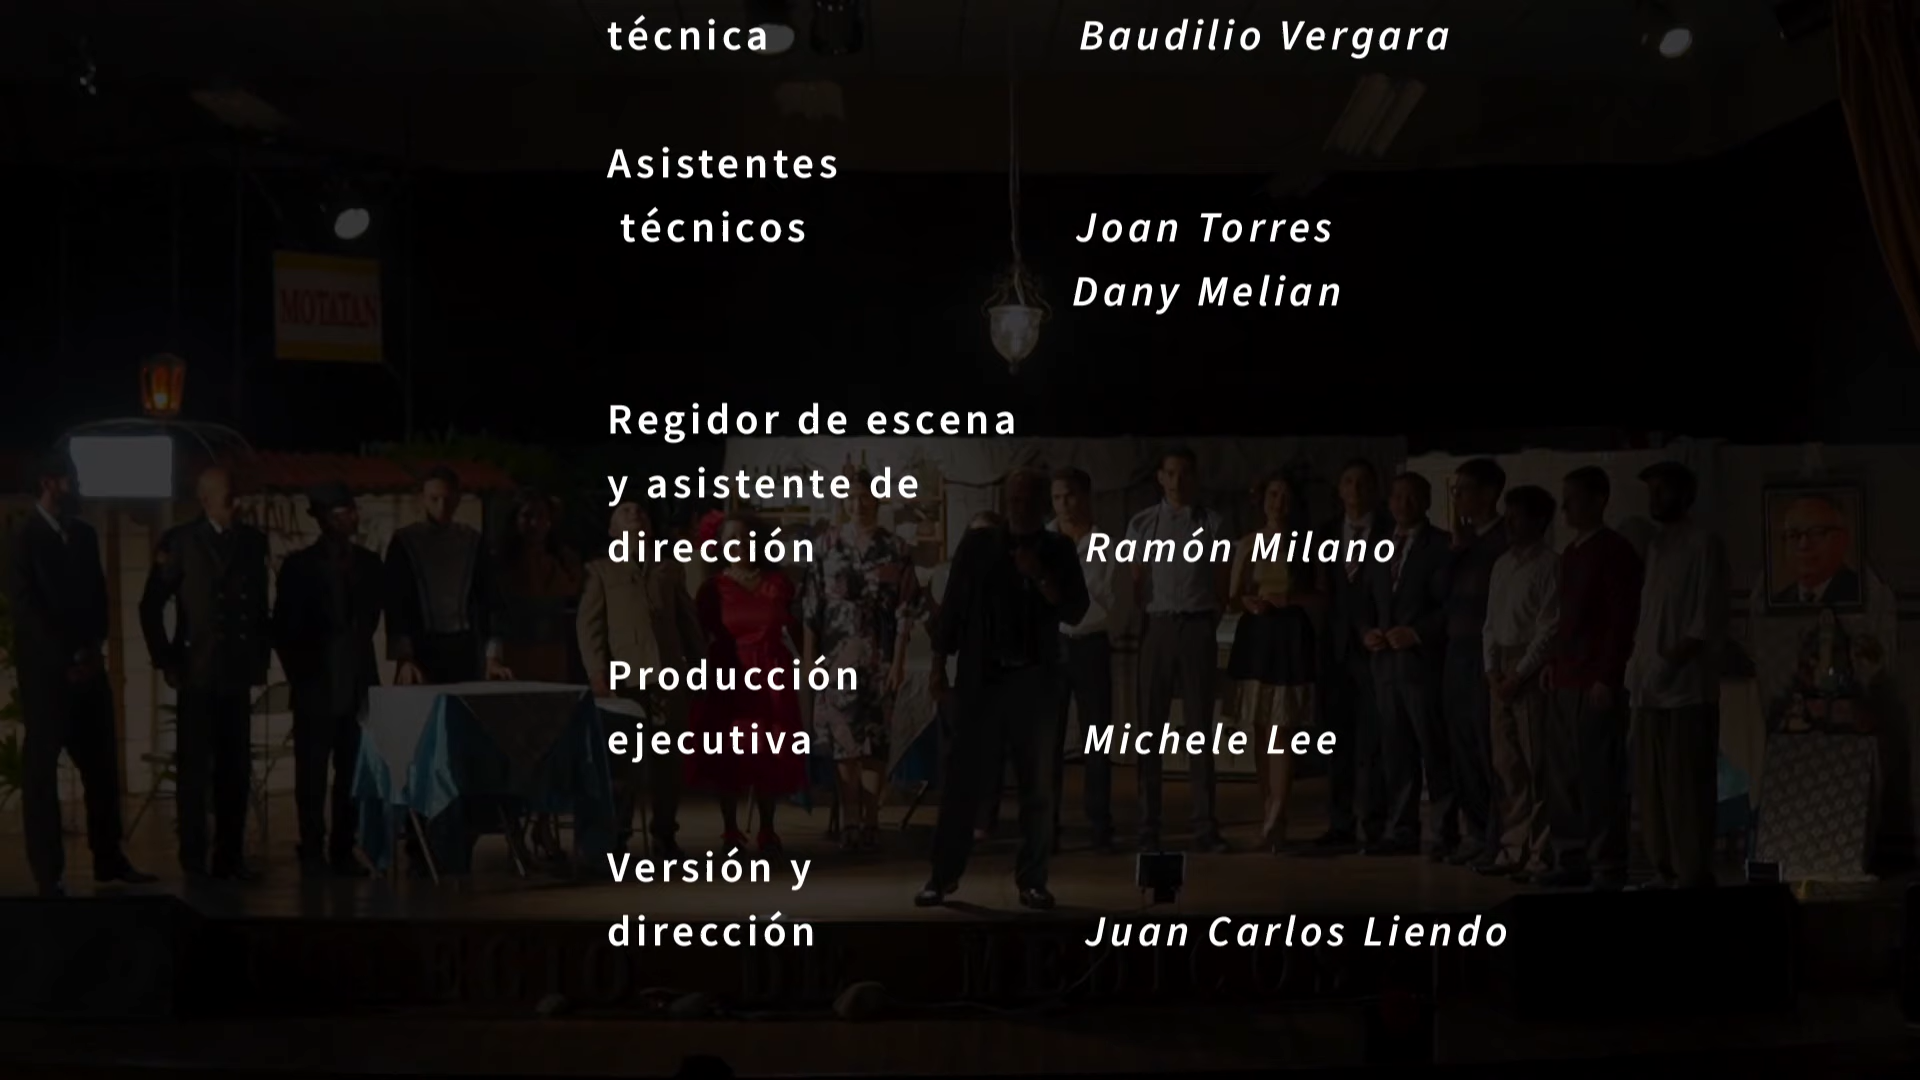 técnica Baudilio Vergara
Asistentes
técnicos Joan Torres
Dany Melian
MOTATAN
Regidor de escena
y asistente de
dirección Ramón Milano
Producción
ejecutiva Michele Lee
Versión y
dirección Juan Carlos Liendo